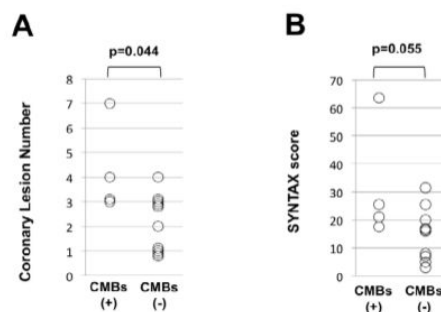 A
p=0.044
Coronary Lesion Number
8
7
6
5
4
3
2
1
0
CMBs
(+)
CMBs
(-)
B
p=0.055
SYNTAX score
70
60
50
40
30
20
10
0
CMBs
(+)
CMBs
(-)